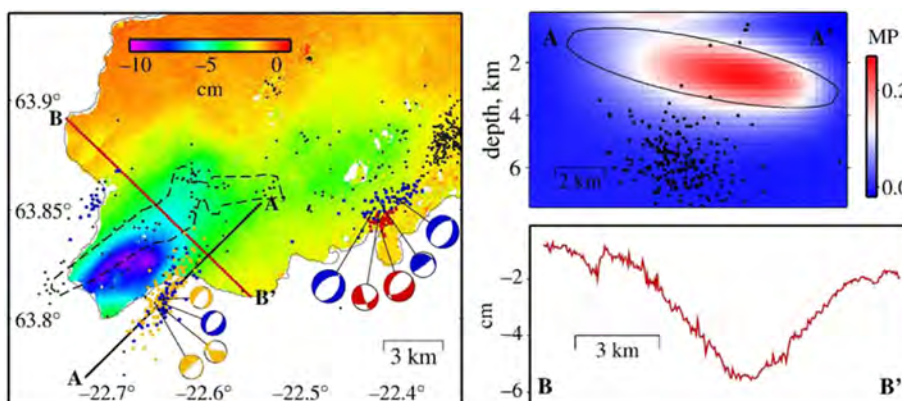 −10 −5 0
cm
63.9°
63.85°
63.8°
B
A'
B'
A
3 km
−22.7° −22.6° −22.5° −22.4°
A A'
depth, km
2
4
6
2 km
MPa
0.2
0.0
cm
−2
−4
−6
3 km
B B'